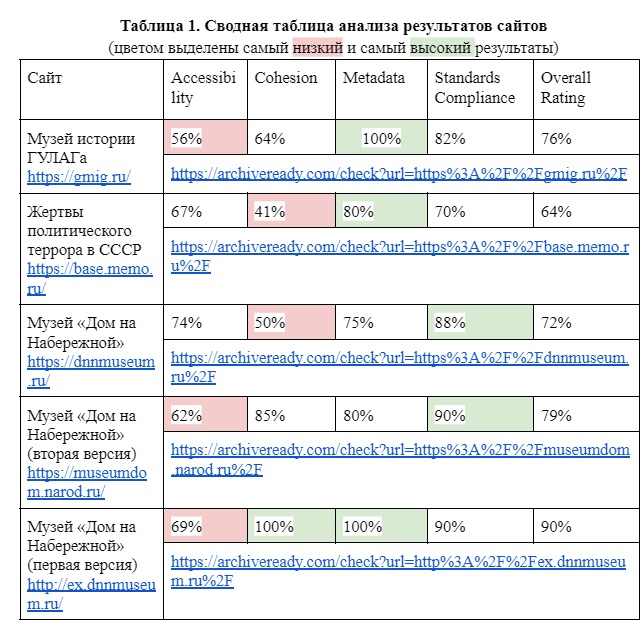 Таблица 1. Сводная таблица анализа результатов сайтов
(цветом выделены самый низкий и самый высокий результаты)
Сайт
Accessibi
lity
Cohesion
Metadata
Standards
Compliance
Overall
Rating
Музей истории
ГУЛАГа
https://gmig.ru/
56%
64%
100%
82%
76%
https://archiveready.com/check?url=https%3A%2F%2Fgmig.ru%2F
Жертвы
политического
террора в СССР
https://base.memo.
ru/
67%
41%
80%
70%
64%
https://archiveready.com/check?url=https%3A%2F%2Fbase.memo.r
u%2F
Музей «Дом на
Набережной»
https://dnnmuseum
.ru/
74%
50%
75%
88%
72%
https://archiveready.com/check?url=https%3A%2F%2Fdnnmuseum.
ru%2F
Музей «Дом на
Набережной»
(вторая версия)
https://museumdo
m.narod.ru/
62%
85%
80%
90%
79%
https://archiveready.com/check?url=https%3A%2F%2Fmuseumdom
.narod.ru%2F
Музей «Дом на
Набережной»
(первая версия)
http://ex.dnnmuseu
m.ru/
69%
100%
100%
90%
90%
https://archiveready.com/check?url=http%3A%2F%2Fex.dnnmuseu
m.ru%2F